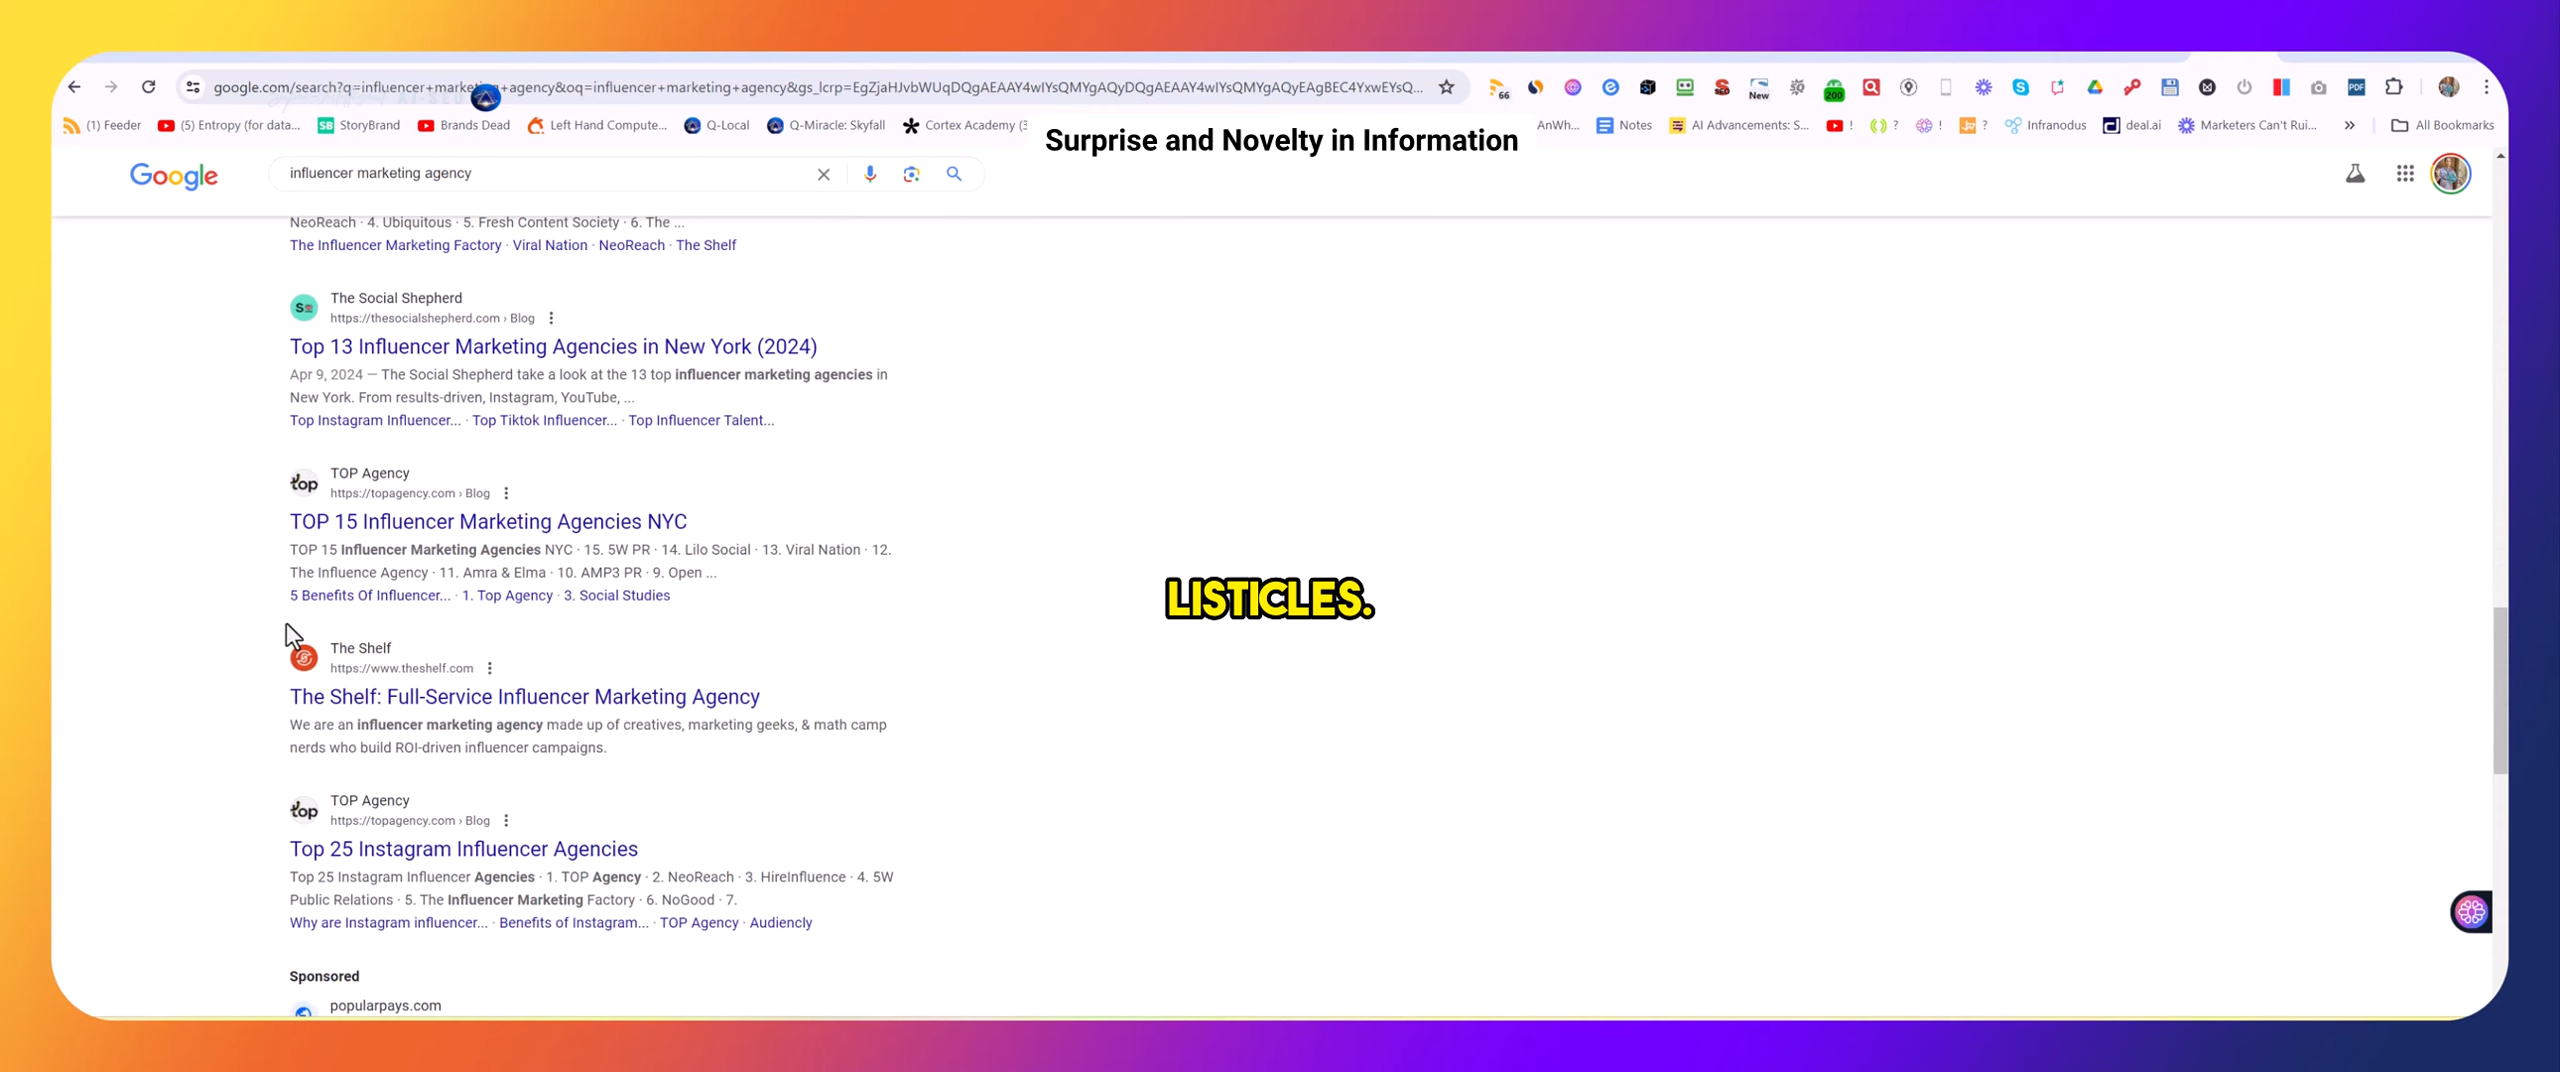 google.com/search?q=influencer+marketing+agency&oq=influencer+marketing+agency&gs_lcrp=EgZjaHJvbWUqDQgAEAAY4wIYsQMYgAQyDQgAEAAY4wIYsQMYgAQyEAgBEC4YxwEYsQ...
66
New
200
PDF
(1) Feeder
(5) Entropy (for data...
SB StoryBrand
Brands Dead
Left Hand Compute...
Q-Local
Q-Miracle: Skyfall
Cortex Academy (3
Surprise and Novelty in Information
AnWh...
Notes
AI Advancements: S...
!
?
!
?
Infranodus
deal.ai
Marketers Can't Rui...
»
All Bookmarks
Google
influencer marketing agency
NeoReach · 4. Ubiquitous · 5. Fresh Content Society · 6. The ...
The Influencer Marketing Factory · Viral Nation · NeoReach · The Shelf
The Social Shepherd
https://thesocialshepherd.com › Blog
Top 13 Influencer Marketing Agencies in New York (2024)
Apr 9, 2024 — The Social Shepherd take a look at the 13 top influencer marketing agencies in
New York. From results-driven, Instagram, YouTube, ...
Top Instagram Influencer... · Top Tiktok Influencer... · Top Influencer Talent...
top
TOP Agency
https://topagency.com › Blog
TOP 15 Influencer Marketing Agencies NYC
TOP 15 Influencer Marketing Agencies NYC · 15. 5W PR · 14. Lilo Social · 13. Viral Nation · 12.
The Influence Agency · 11. Amra & Elma · 10. AMP3 PR · 9. Open ...
5 Benefits Of Influencer... · 1. Top Agency · 3. Social Studies
LISTICLES.
The Shelf
https://www.theshelf.com
The Shelf: Full-Service Influencer Marketing Agency
We are an influencer marketing agency made up of creatives, marketing geeks, & math camp
nerds who build ROI-driven influencer campaigns.
top
TOP Agency
https://topagency.com › Blog
Top 25 Instagram Influencer Agencies
Top 25 Instagram Influencer Agencies · 1. TOP Agency · 2. NeoReach · 3. HireInfluence · 4. 5W
Public Relations · 5. The Influencer Marketing Factory · 6. NoGood · 7.
Why are Instagram influencer... · Benefits of Instagram... · TOP Agency · Audiencly
Sponsored
popularpays.com